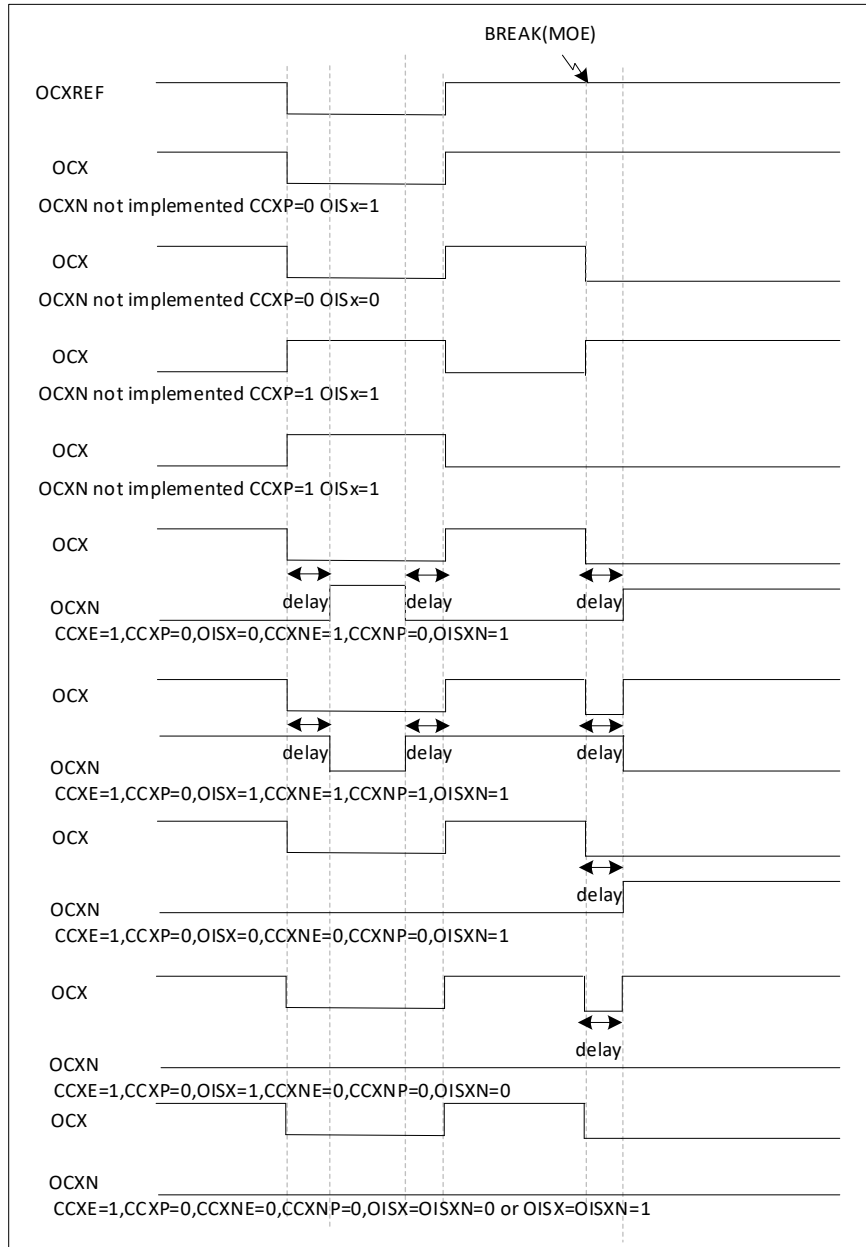 BREAK(MOE)
OCXREF
OCX
OCXN not implemented CCXP=0 OISx=1
OCX
OCXN not implemented CCXP=0 OISx=0
OCX
OCXN not implemented CCXP=1 OISx=1
OCX
OCXN not implemented CCXP=1 OISx=1
OCX
delay delay delay
OCXN
CCXE=1,CCXP=0,OISX=0,CCXNE=1,CCXNP=0,OISXN=1
OCX
delay delay delay
OCXN
CCXE=1,CCXP=0,OISX=1,CCXNE=1,CCXNP=1,OISXN=1
OCX
delay
OCXN
CCXE=1,CCXP=0,OISX=0,CCXNE=0,CCXNP=0,OISXN=1
OCX
delay
OCXN
CCXE=1,CCXP=0,OISX=1,CCXNE=0,CCXNP=0,OISXN=0
OCX
OCXN
CCXE=1,CCXP=0,CCXNE=0,CCXNP=0,OISX=OISXN=0 or OISX=OISXN=1